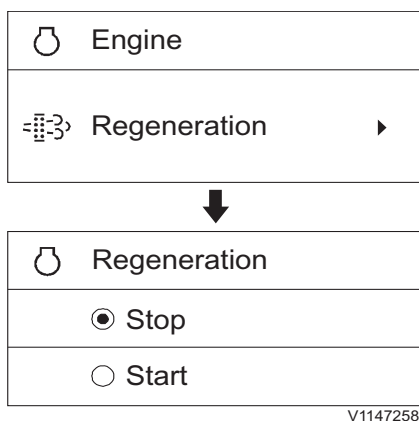 Engine
Regeneration
Regeneration
Stop
Start
V1147258